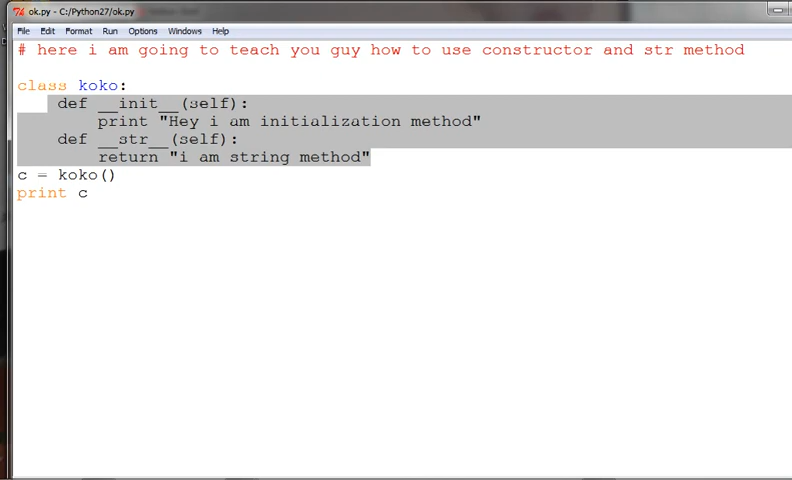 ok.py - C:/Python27/ok.py
File Edit Format Run Options Windows Help
# here i am going to teach you guy how to use constructor and str method
class koko:
def __init__(self):
print "Hey i am initialization method"
def __str__(self):
return "i am string method"
c = koko()
print c